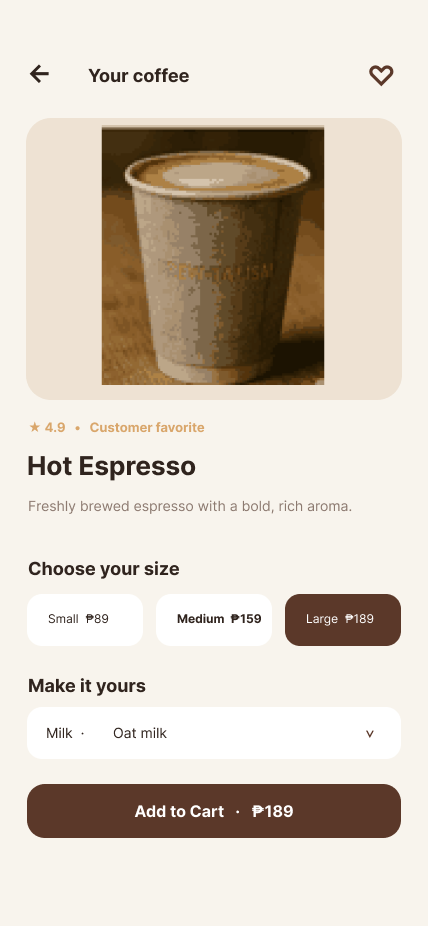 Your coffee
★ 4.9 • Customer favorite
Hot Espresso
Freshly brewed espresso with a bold, rich aroma.
Choose your size
Small ₱89 Medium ₱159 Large ₱189
Make it yours
Milk · Oat milk
Add to Cart · ₱189